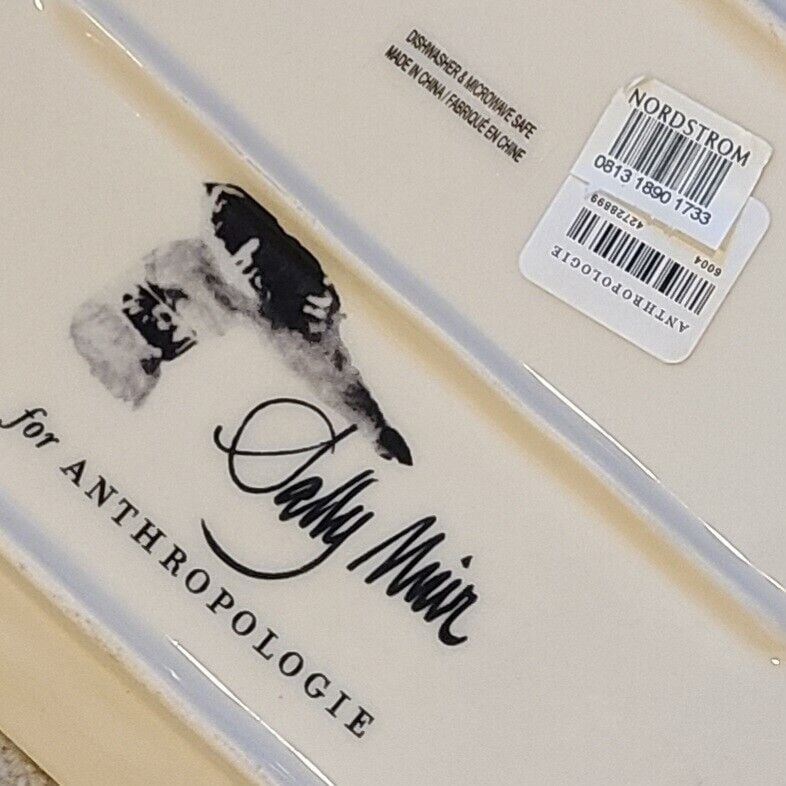 DISHWASHER & MICROWAVE SAFE
MADE IN CHINA / FABRIQUÉ EN CHINE
NORDSTROM
0813 1890 1733
42728899
6004
ANTHROPOLOGIE
Sally Muir
for ANTHROPOLOGIE